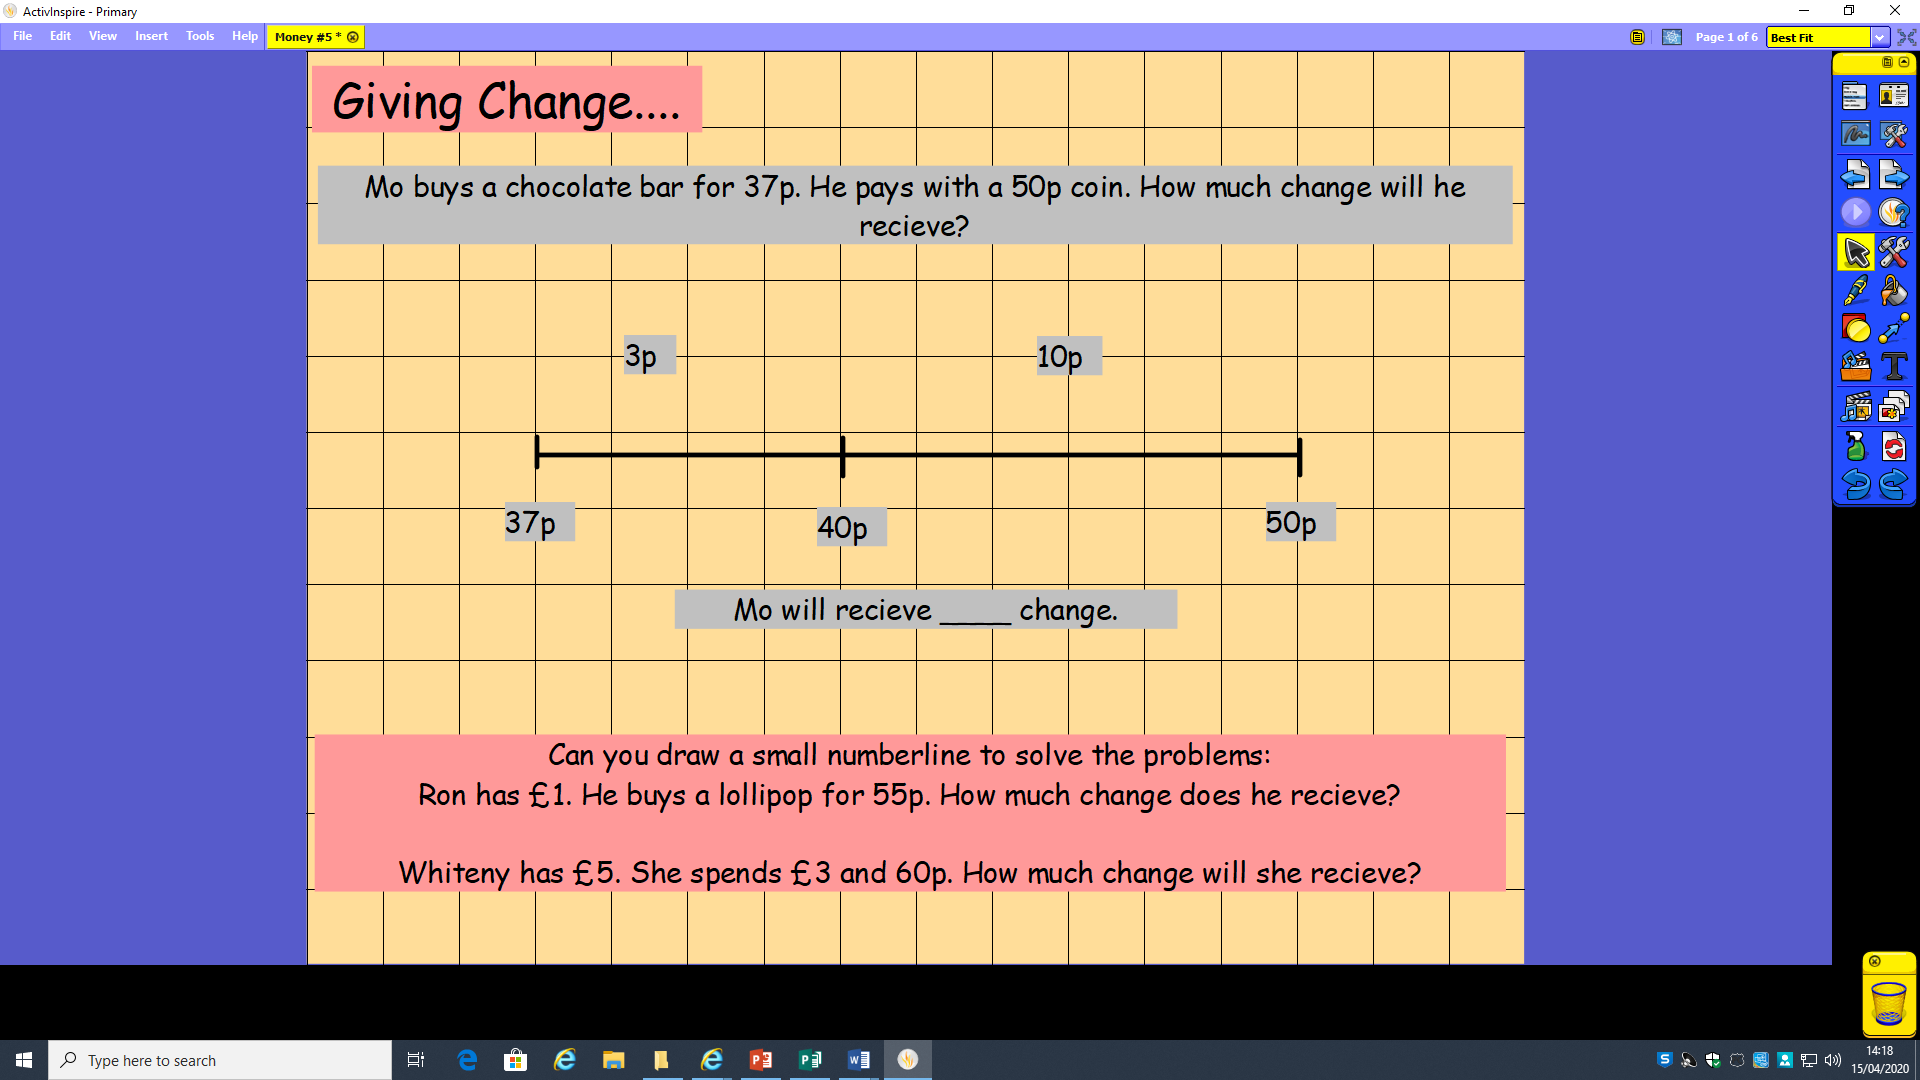 ActivInspire - Primary
File Edit View Insert Tools Help Money #5 * Page 1 of 6 Best Fit
Giving Change....
Mo buys a chocolate bar for 37p. He pays with a 50p coin. How much change will he
recieve?
3p 10p
37p 40p 50p
Mo will recieve ____ change.
Can you draw a small numberline to solve the problems:
Ron has £1. He buys a lollipop for 55p. How much change does he recieve?
Whiteny has £5. She spends £3 and 60p. How much change will she recieve?
Type here to search
14:18
15/04/2020